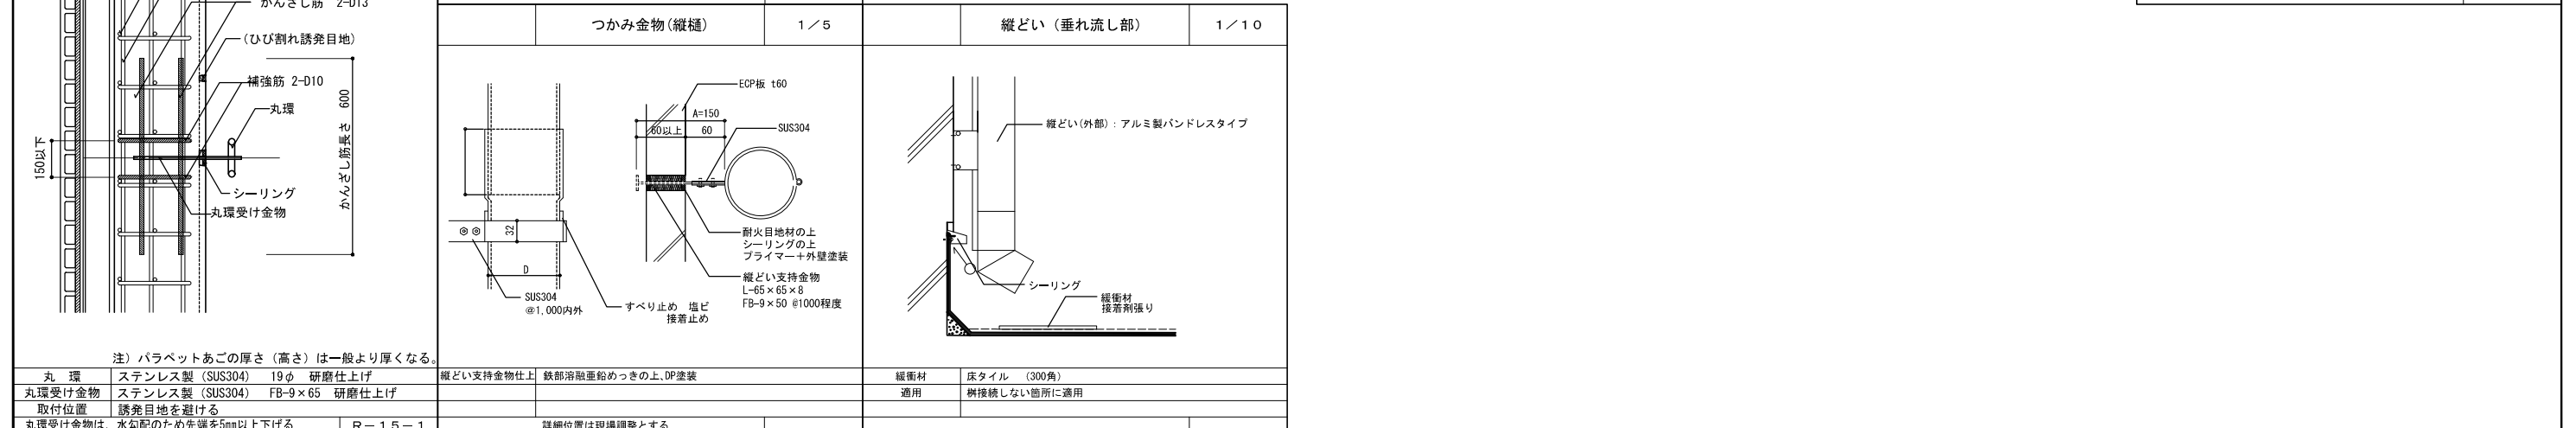 かんざし筋 2-D13
(ひび割れ誘発目地)
補強筋 2-D10
丸環
かんざし筋長さ 600
150以下
シーリング
丸環受け金物
注) パラペットあごの厚さ (高さ) は一般より厚くなる。
丸 環 ステンレス製 (SUS304) 19φ 研磨仕上げ
丸環受け金物 ステンレス製 (SUS304) FB-9×65 研磨仕上げ
取付位置 誘発目地を避ける
丸環受け金物は、水勾配のため先端を5mm以上下げる R-15-1
つかみ金物(縦樋) 1/5
ECP板 t60
A=150
60以上 60
SUS304
32
D
耐火目地材の上
シーリングの上
プライマー+外壁塗装
縦どい支持金物
L-65×65×8
FB-9×50 @1000程度
SUS304
@1,000内外
すべり止め 塩ビ
接着止め
縦どい支持金物仕上 鉄部溶融亜鉛めっきの上、DP塗装
詳細位置は現場調整とする
縦どい (垂れ流し部) 1/10
縦どい(外部) : アルミ製バンドレスタイプ
シーリング
緩衝材
接着剤張り
緩衝材 床タイル (300角)
適用 桝接続しない箇所に適用